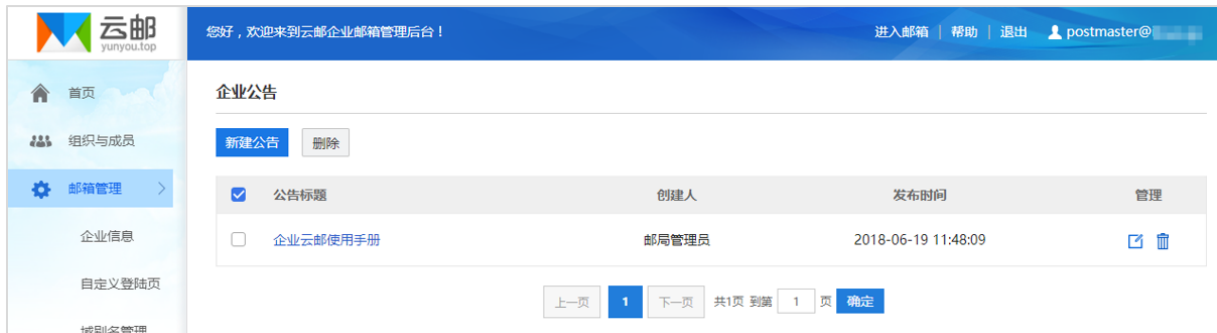 云邮
yunyou.top
您好，欢迎来到云邮企业邮箱管理后台！
进入邮箱 | 帮助 | 退出 postmaster@
首页
组织与成员
邮箱管理
企业信息
自定义登陆页
域别名管理
企业公告
新建公告 删除
公告标题 创建人 发布时间 管理
企业云邮使用手册 邮局管理员 2018-06-19 11:48:09
上一页 1 下一页 共1页 到第 1 页 确定